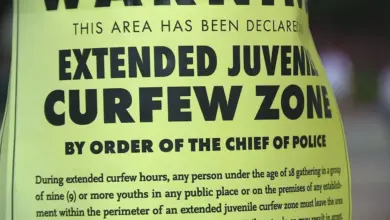 WARNING
THIS AREA HAS BEEN DECLARED
EXTENDED JUVENILE
CURFEW ZONE
BY ORDER OF THE CHIEF OF POLICE
During extended curfew hours, any person under the age of 18 gathering in a group
of nine (9) or more youths in any public place or on the premises of any establish-
ment within the perimeter of an extended juvenile curfew zone must leave the area